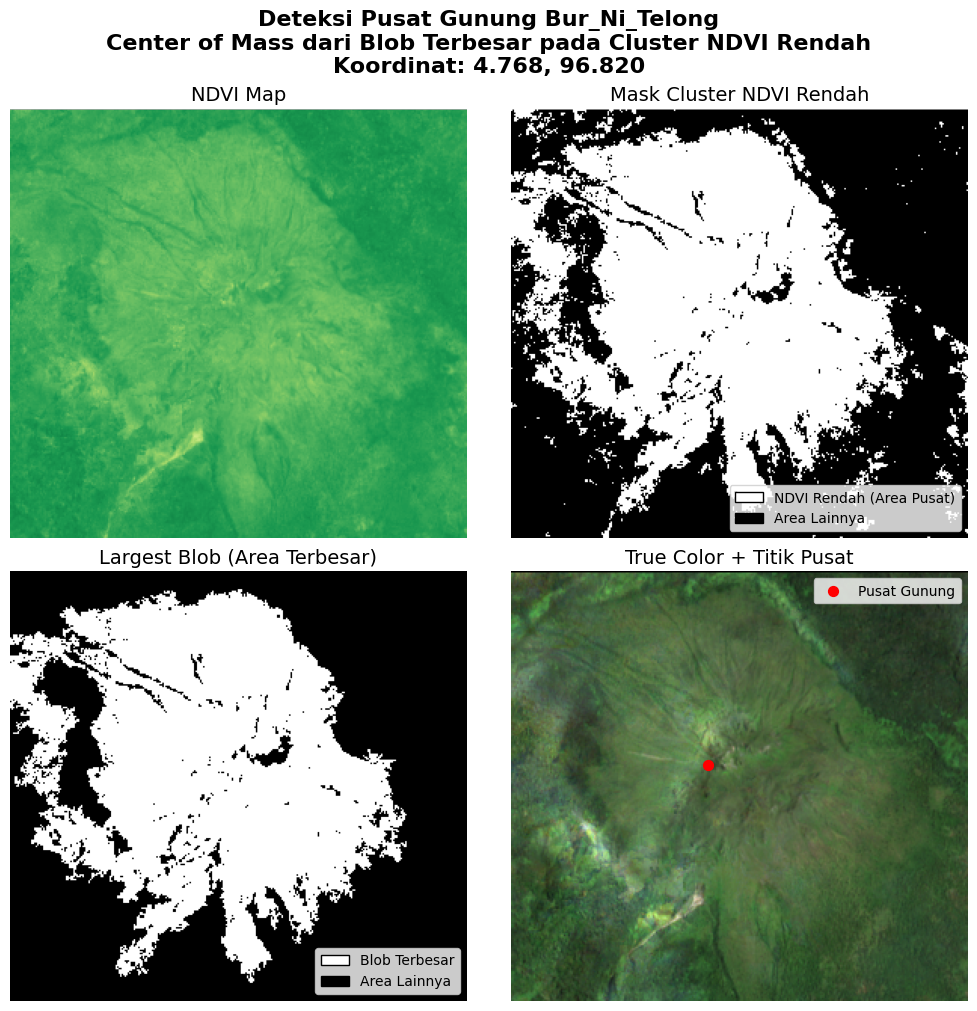 Deteksi Pusat Gunung Bur_Ni_Telong
Center of Mass dari Blob Terbesar pada Cluster NDVI Rendah
Koordinat: 4.768, 96.820
NDVI Map
Mask Cluster NDVI Rendah
NDVI Rendah (Area Pusat)
Area Lainnya
Largest Blob (Area Terbesar)
True Color + Titik Pusat
Blob Terbesar
Area Lainnya
Pusat Gunung